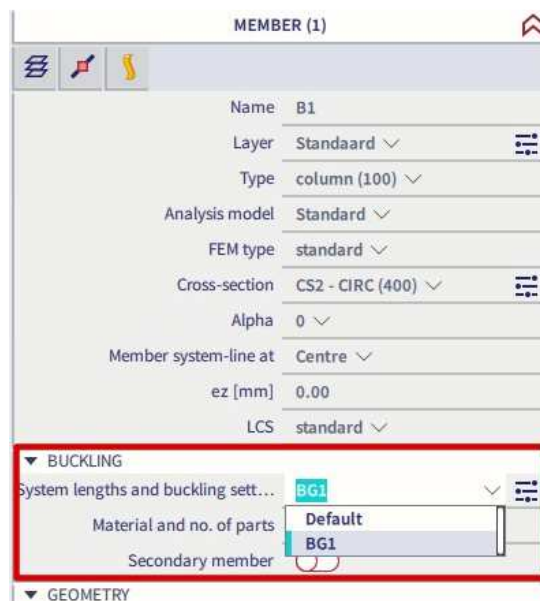 MEMBER (1)
Name B1
Layer Standaard
Type column (100)
Analysis model Standard
FEM type standard
Cross-section CS2 - CIRC (400)
Alpha 0
Member system-line at Centre
ez [mm] 0.00
LCS standard
BUCKLING
System lengths and buckling sett... BG1
Default
Material and no. of parts
BG1
Secondary member
GEOMETRY